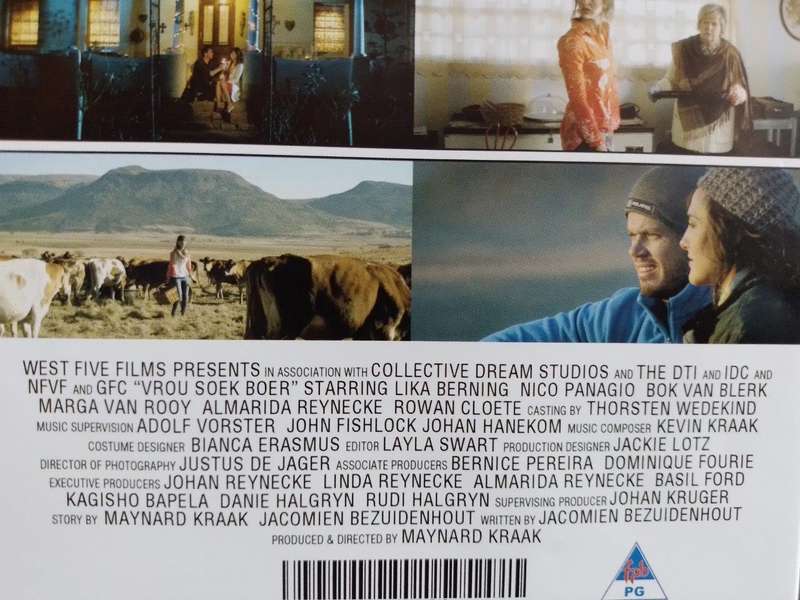 WEST FIVE FILMS PRESENTS IN ASSOCIATION WITH COLLECTIVE DREAM STUDIOS AND THE DTI AND IDC AND
NFVF AND GFC "VROU SOEK BOER" STARRING LIKA BERNING NICO PANAGIO BOK VAN BLERK
MARGA VAN ROOY ALMARIDA REYNECKE ROWAN CLOETE CASTING BY THORSTEN WEDEKIND
MUSIC SUPERVISION ADOLF VORSTER JOHN FISHLOCK JOHAN HANEKOM MUSIC COMPOSER KEVIN KRAAK
COSTUME DESIGNER BIANCA ERASMUS EDITOR LAYLA SWART PRODUCTION DESIGNER JACKIE LOTZ
DIRECTOR OF PHOTOGRAPHY JUSTUS DE JAGER ASSOCIATE PRODUCERS BERNICE PEREIRA DOMINIQUE FOURIE
EXECUTIVE PRODUCERS JOHAN REYNECKE LINDA REYNECKE ALMARIDA REYNECKE BASIL FORD
KAGISHO BAPELA DANIE HALGRYN RUDI HALGRYN SUPERVISING PRODUCER JOHAN KRUGER
STORY BY MAYNARD KRAAK JACOMIEN BEZUIDENHOUT WRITTEN BY JACOMIEN BEZUIDENHOUT
PRODUCED & DIRECTED BY MAYNARD KRAAK
fpb
PG